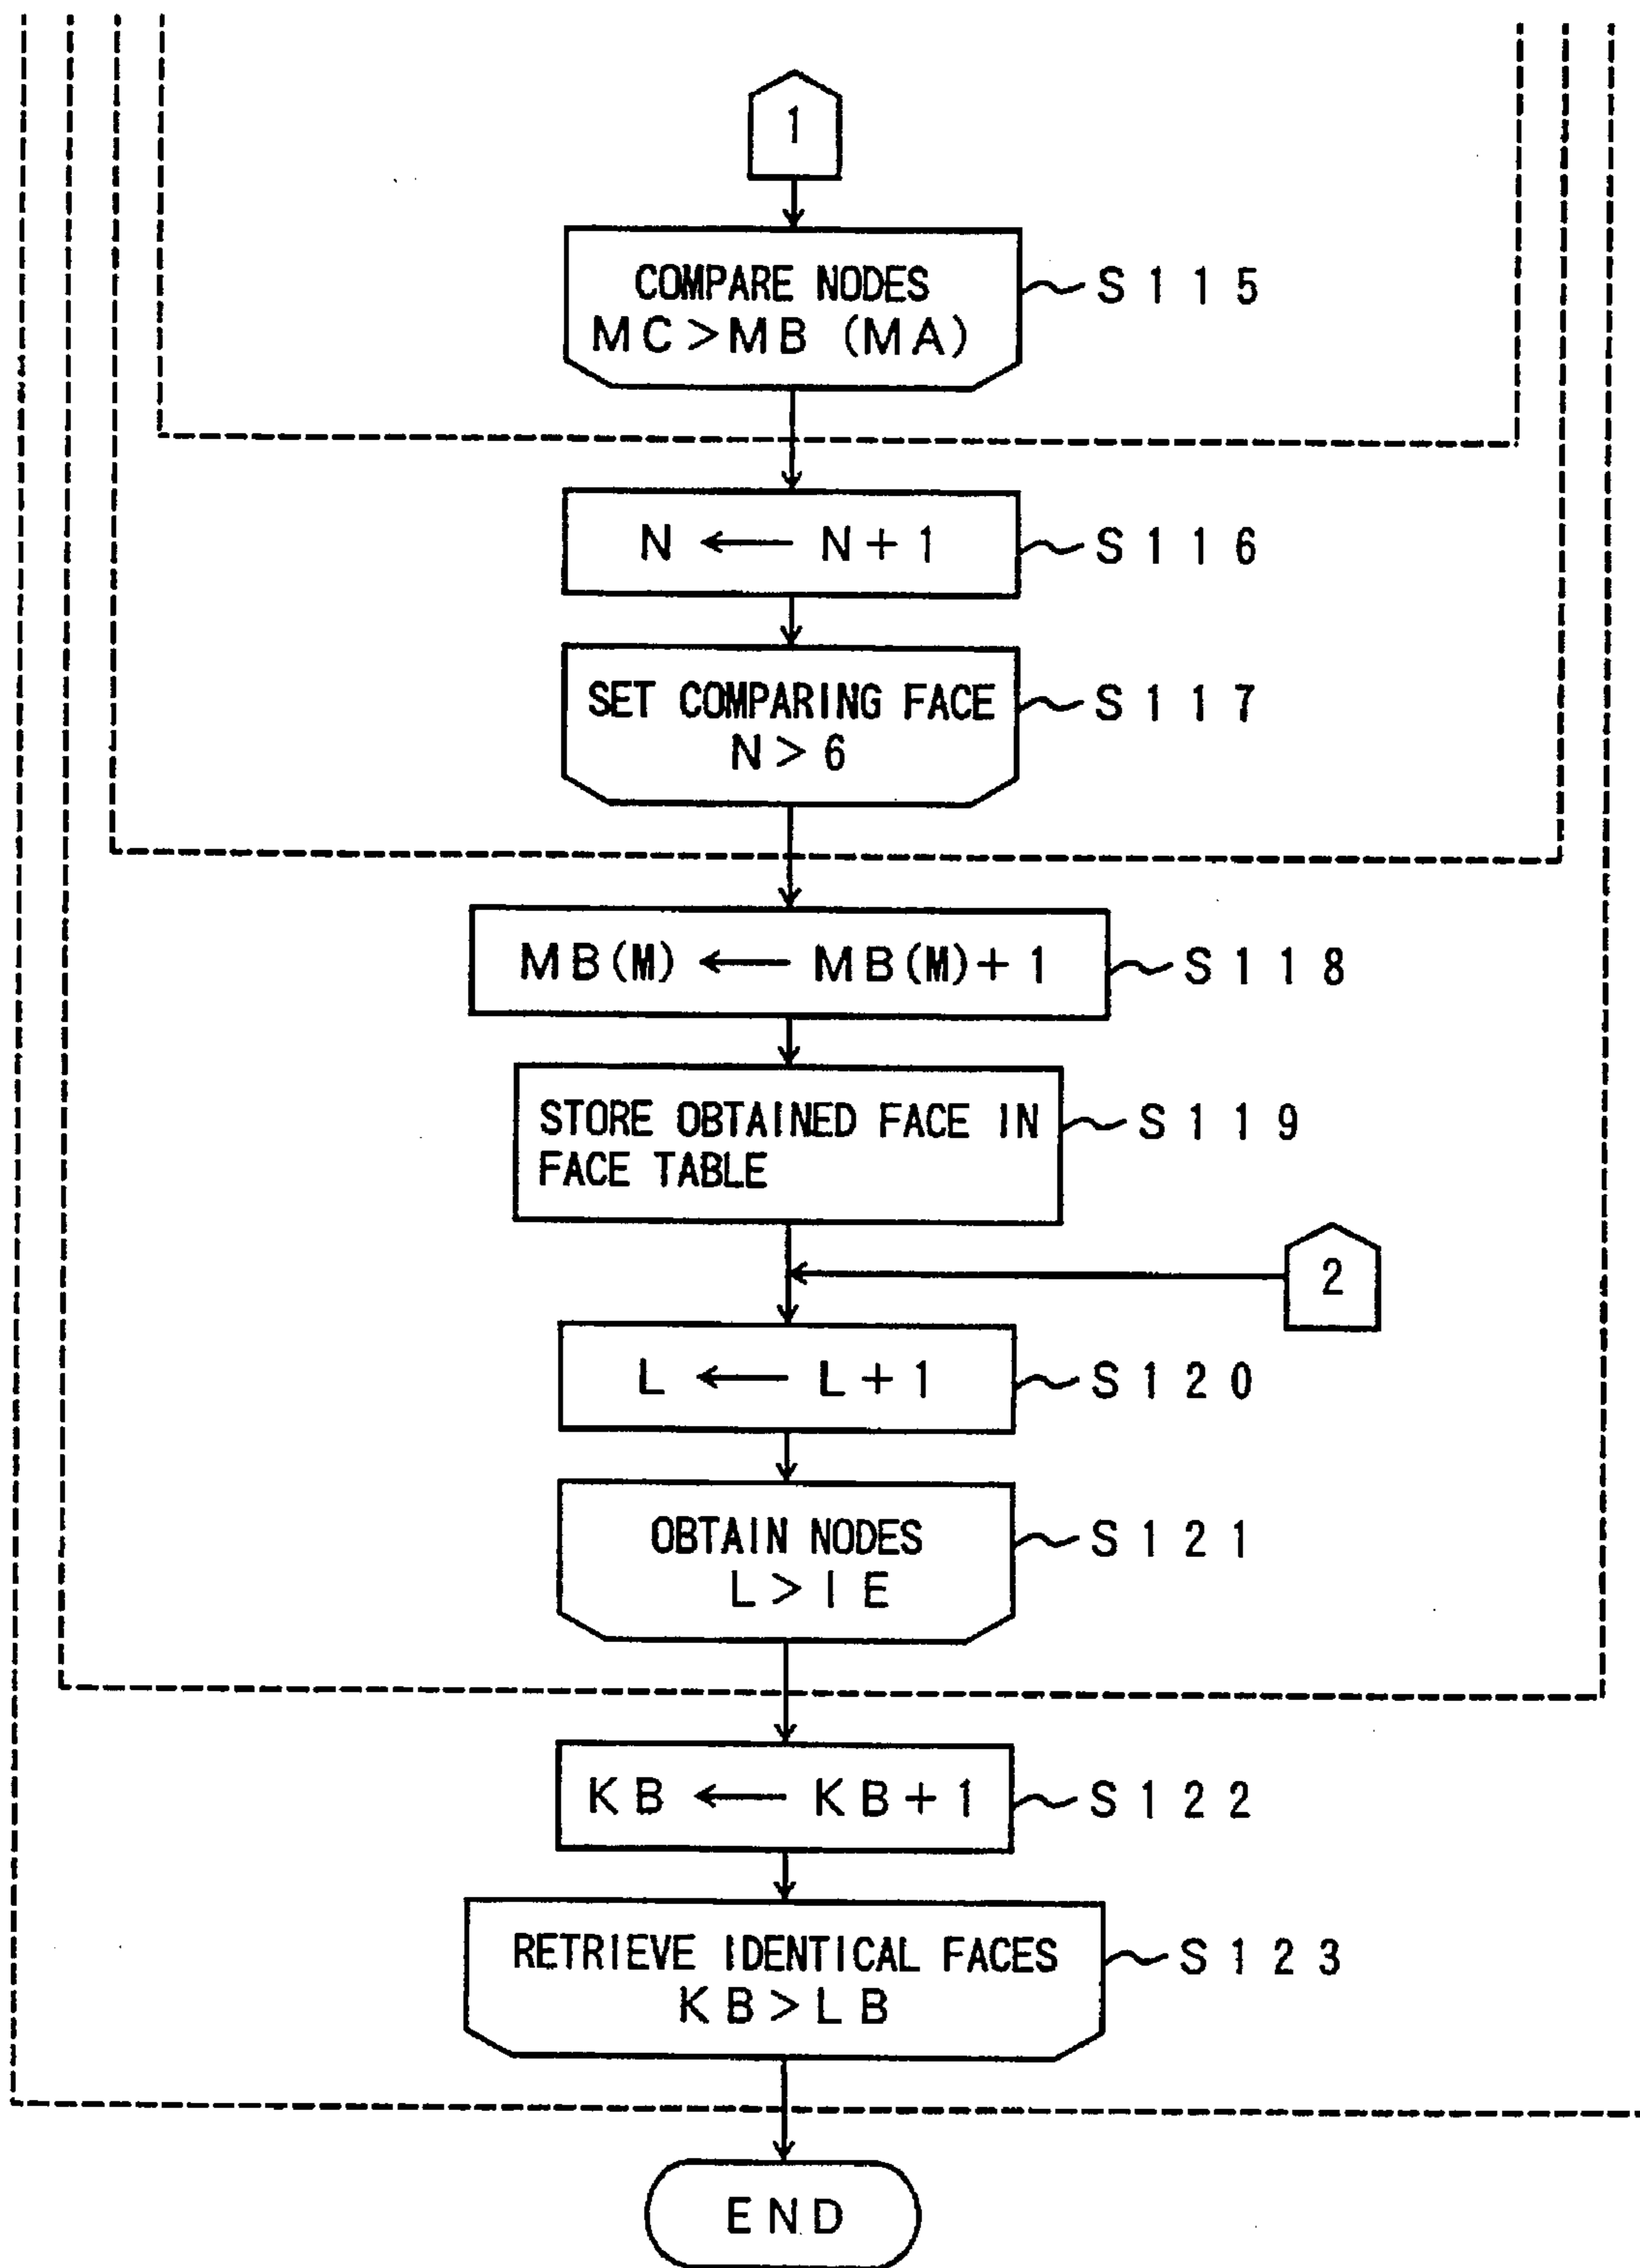 1
COMPARE NODES
MC>MB (MA)
S115
N ← N+1
S116
SET COMPARING FACE
N>6
S117
MB(M) ← MB(M)+1
S118
STORE OBTAINED FACE IN
FACE TABLE
S119
2
L ← L+1
S120
OBTAIN NODES
L>IE
S121
KB ← KB+1
S122
RETRIEVE IDENTICAL FACES
KB>LB
S123
END